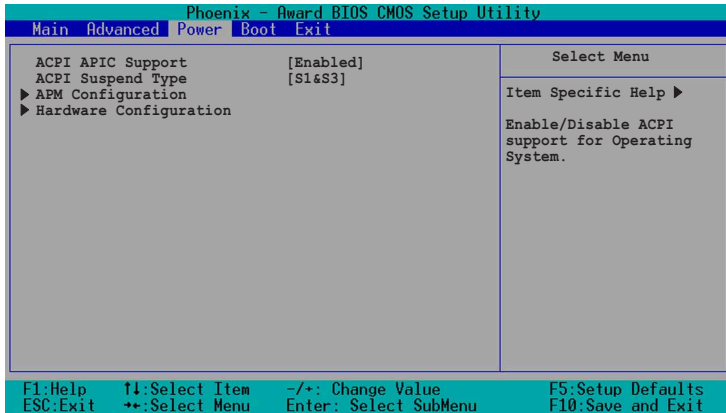 Phoenix - Award BIOS CMOS Setup Utility
Main Advanced Power Boot Exit
ACPI APIC Support [Enabled]
ACPI Suspend Type [S1&S3]
▶ APM Configuration
▶ Hardware Configuration
Select Menu
Item Specific Help ▶
Enable/Disable ACPI
support for Operating
System.
F1:Help ↑↓:Select Item -/+: Change Value F5:Setup Defaults
ESC:Exit →←:Select Menu Enter: Select SubMenu F10:Save and Exit